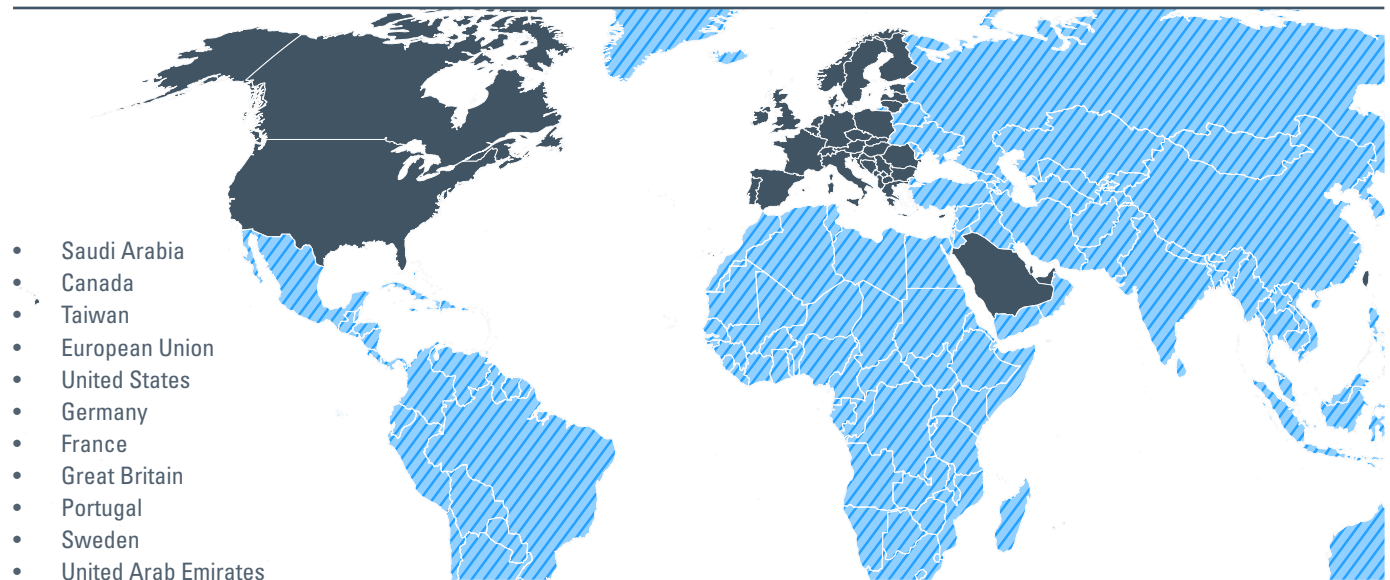 • Saudi Arabia
• Canada
• Taiwan
• European Union
• United States
• Germany
• France
• Great Britain
• Portugal
• Sweden
• United Arab Emirates